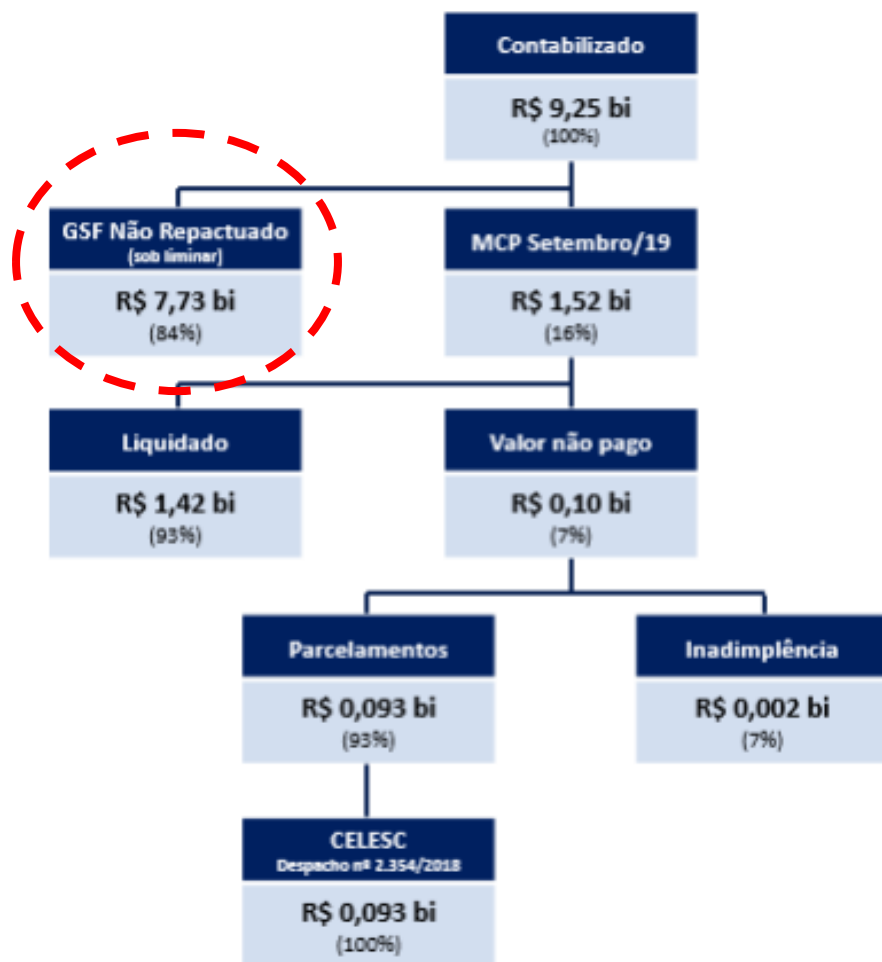 Contabilizado
R$ 9,25 bi
(100%)
GSF Não Repactuado
(sob liminar)
R$ 7,73 bi
(84%)
MCP Setembro/19
R$ 1,52 bi
(16%)
Liquidado
R$ 1,42 bi
(93%)
Valor não pago
R$ 0,10 bi
(7%)
Parcelamentos
R$ 0,093 bi
(93%)
Inadimplência
R$ 0,002 bi
(7%)
CELESC
Despacho nº 2.354/2018
R$ 0,093 bi
(100%)